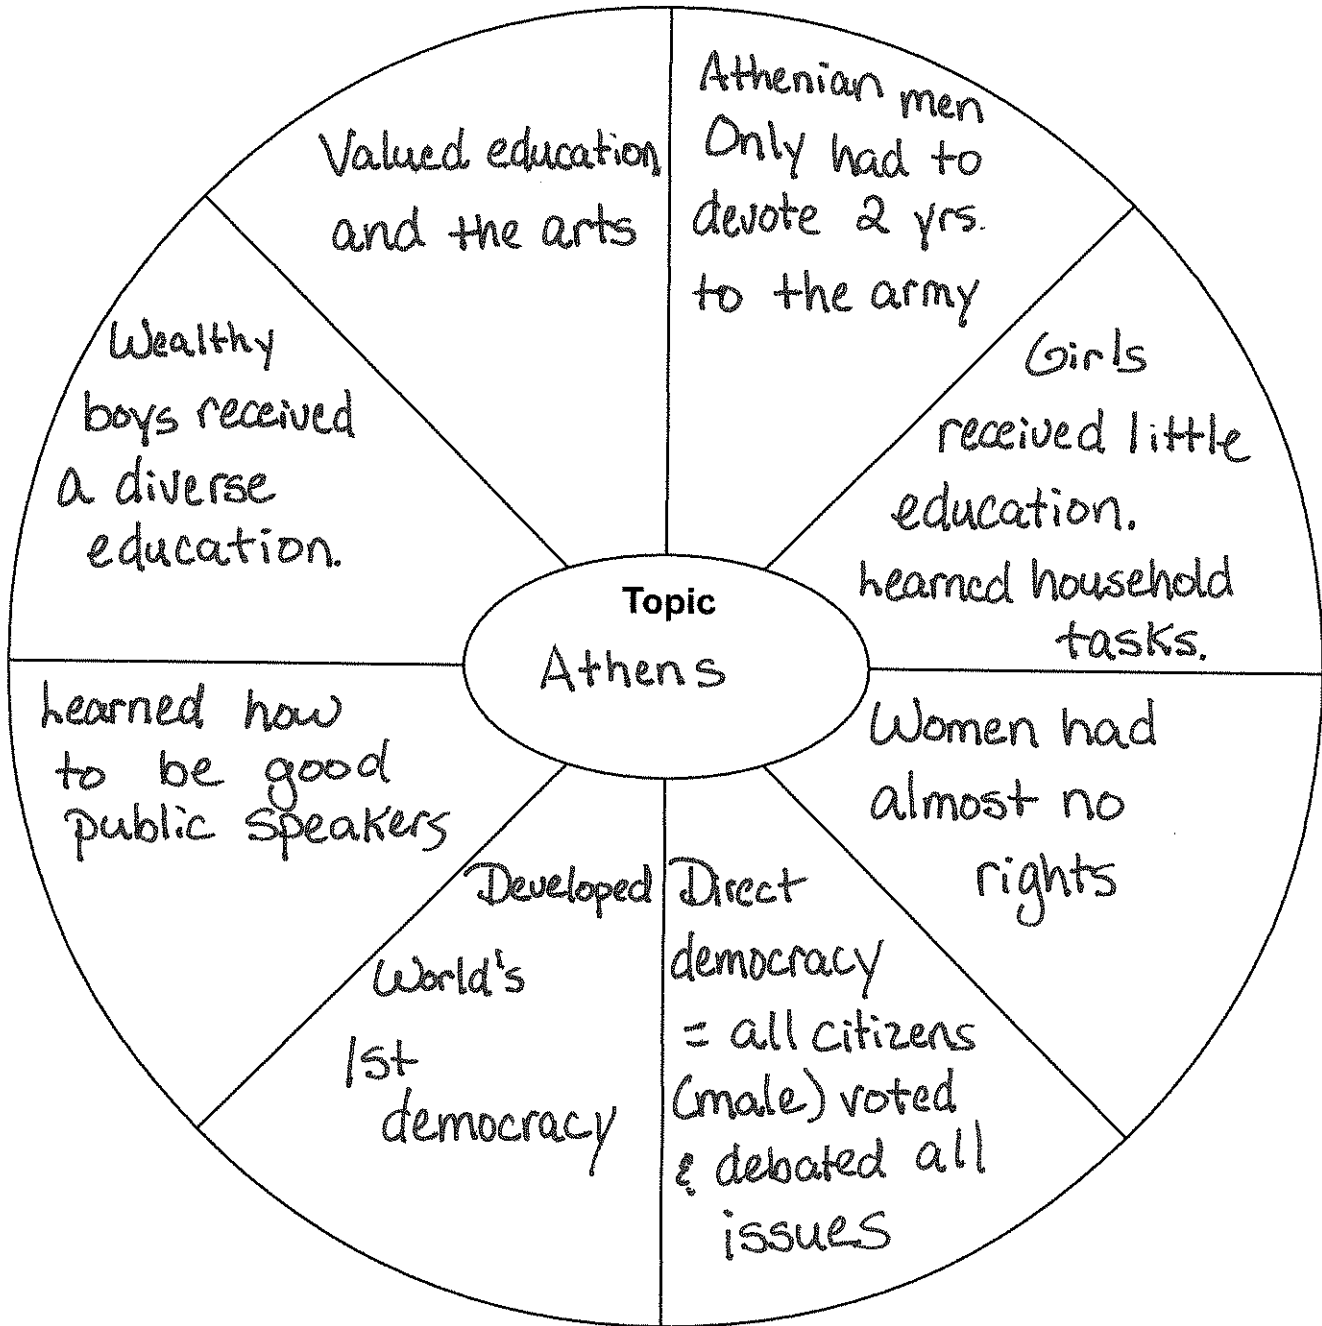 Topic
Athens
Athenian men
Only had to
devote 2 yrs.
to the army
Girls
received little
education.
Learned household
tasks.
Women had
almost no
rights
Direct
democracy
= all citizens
(male) voted
& debated all
issues
Developed
World's
1st
democracy
Learned how
to be good
public speakers
Wealthy
boys received
a diverse
education.
Valued education
and the arts